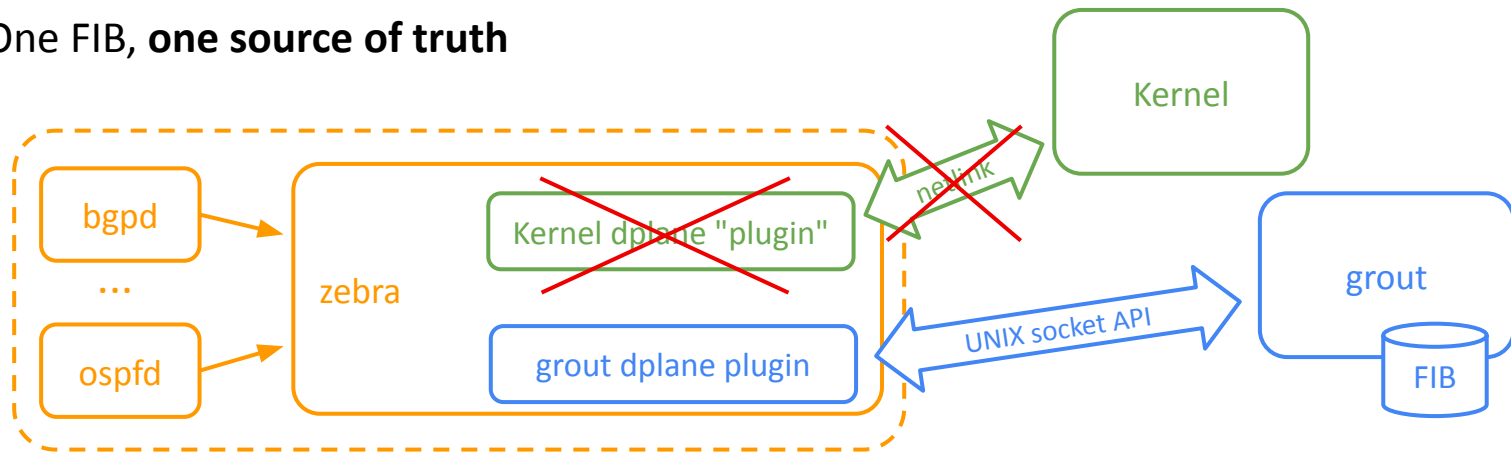 One FIB, one source of truth
Kernel
netlink
bgpd
Kernel dplane "plugin"
...
zebra
grout
UNIX socket API
ospfd
grout dplane plugin
FIB